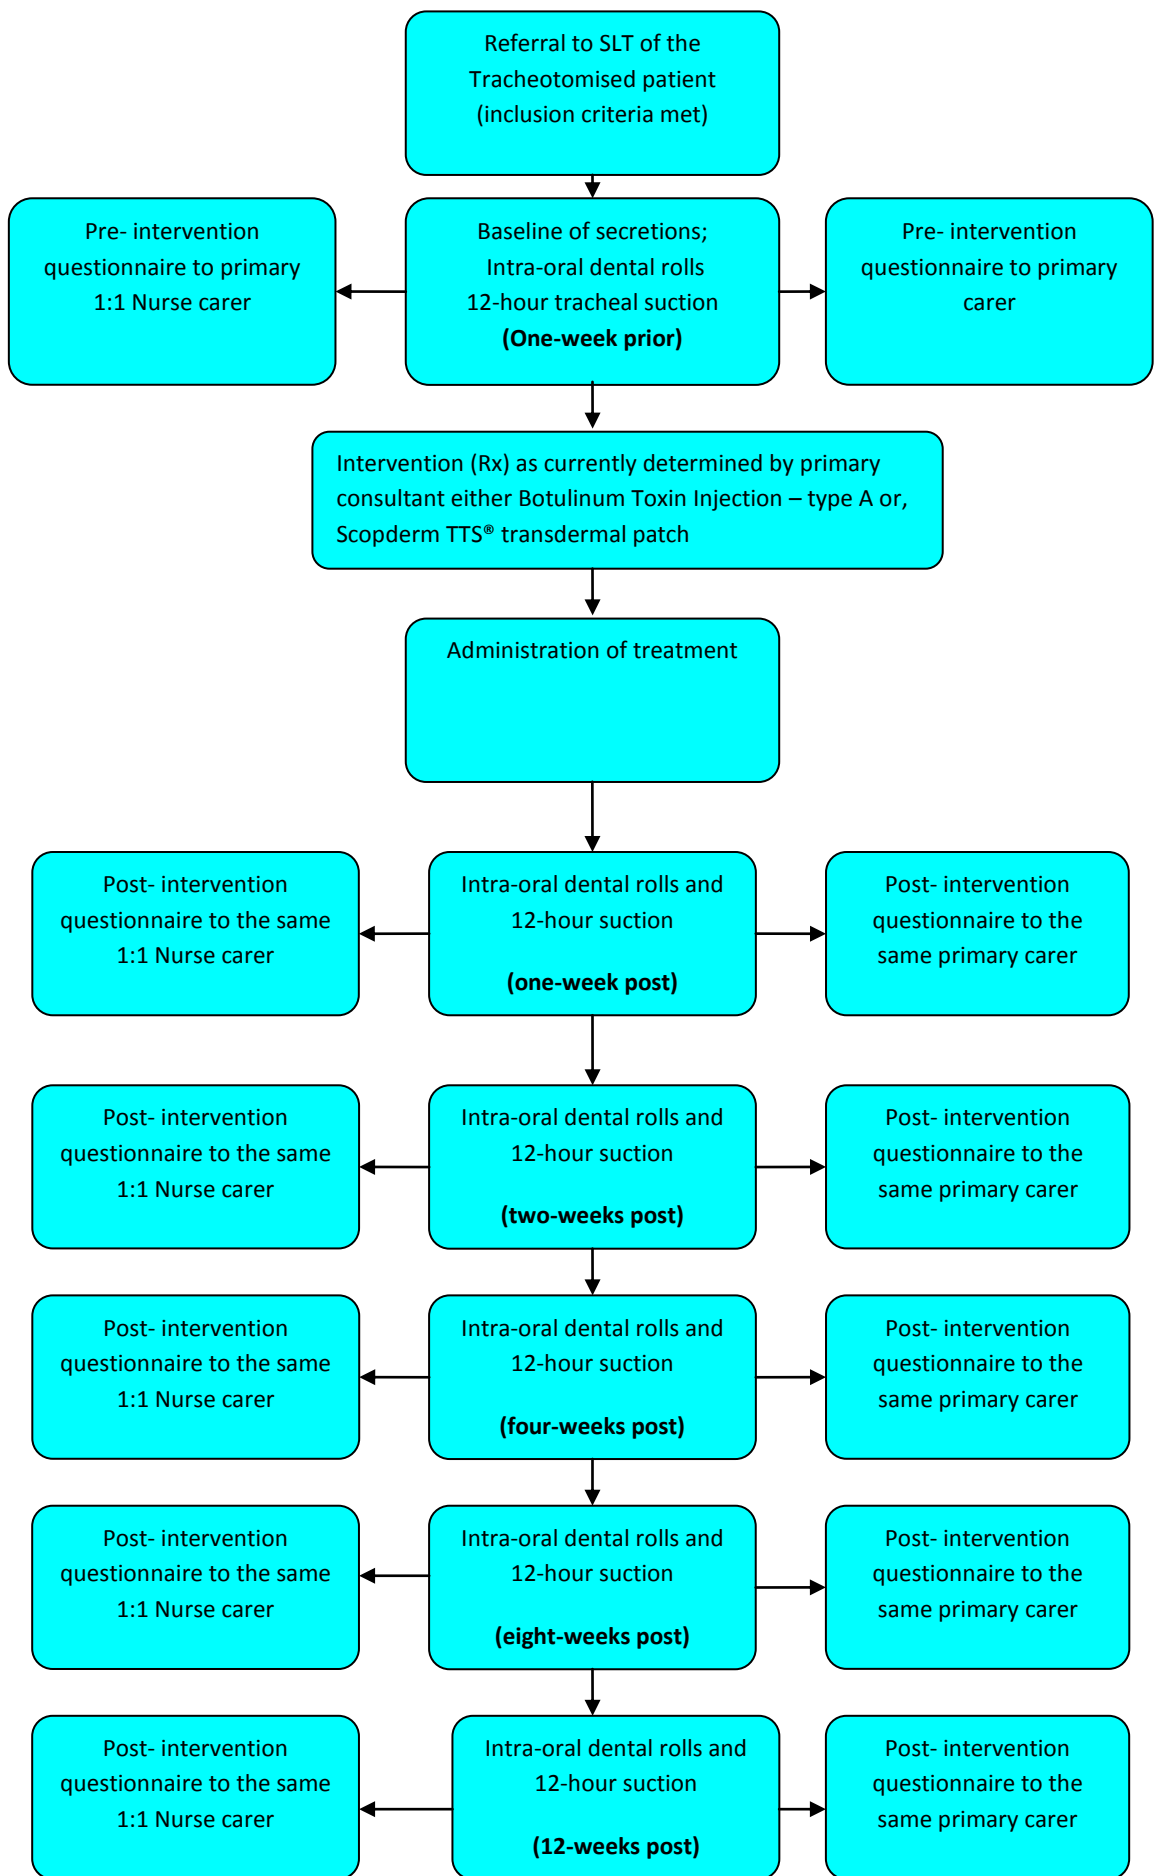 Referral to SLT of the
Tracheotomised patient
(inclusion criteria met)
Pre- intervention
questionnaire to primary
1:1 Nurse carer
Baseline of secretions;
Intra-oral dental rolls
12-hour tracheal suction
(One-week prior)
Pre- intervention
questionnaire to primary
carer
Intervention (Rx) as currently determined by primary
consultant either Botulinum Toxin Injection – type A or,
Scopderm TTS® transdermal patch
Administration of treatment
Post- intervention
questionnaire to the same
1:1 Nurse carer
Intra-oral dental rolls and
12-hour suction
(one-week post)
Post- intervention
questionnaire to the
same primary carer
Post- intervention
questionnaire to the same
1:1 Nurse carer
Intra-oral dental rolls and
12-hour suction
(two-weeks post)
Post- intervention
questionnaire to the
same primary carer
Post- intervention
questionnaire to the same
1:1 Nurse carer
Intra-oral dental rolls and
12-hour suction
(four-weeks post)
Post- intervention
questionnaire to the
same primary carer
Post- intervention
questionnaire to the same
1:1 Nurse carer
Intra-oral dental rolls and
12-hour suction
(eight-weeks post)
Post- intervention
questionnaire to the
same primary carer
Post- intervention
questionnaire to the same
1:1 Nurse carer
Intra-oral dental rolls and
12-hour suction
(12-weeks post)
Post- intervention
questionnaire to the
same primary carer